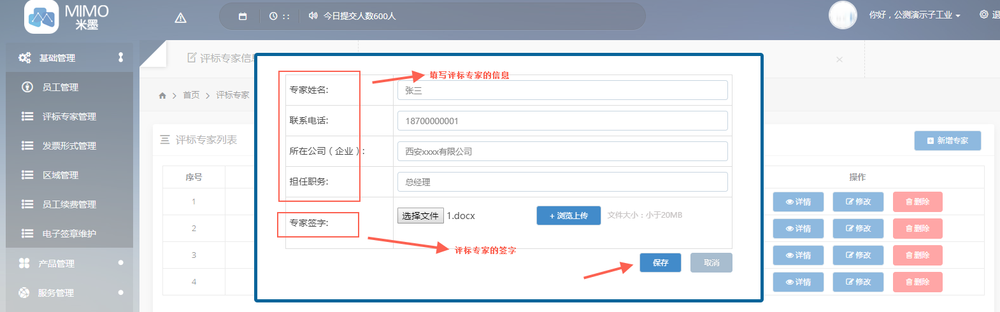 MIMO
米墨
: :
今日提交人数600人
你好，公测演示子工业
退
基础管理
员工管理
评标专家管理
发票形式管理
区域管理
员工续费管理
电子签章维护
产品管理
服务管理
评标专家信息
×
首页
评标专家
评标专家列表
新增专家
序号
操作
1
详情
修改
删除
2
详情
修改
删除
3
详情
修改
删除
4
详情
修改
删除
填写评标专家的信息
专家姓名:
张三
联系电话:
18700000001
所在公司（企业）:
西安xxxx有限公司
担任职务:
总经理
专家签字:
选择文件 1.docx
+ 浏览上传
文件大小：小于20MB
评标专家的签字
保存
取消